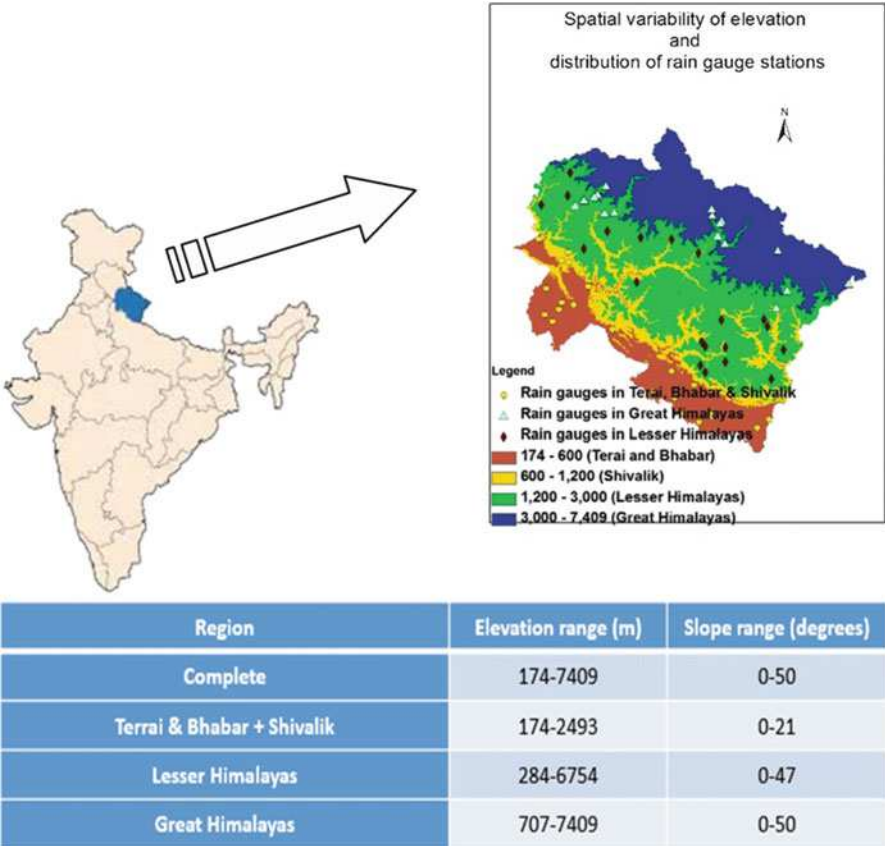 Spatial variability of elevation
and
distribution of rain gauge stations
N
Legend
Rain gauges in Terai, Bhabar & Shivalik
Rain gauges in Great Himalayas
Rain gauges in Lesser Himalayas
174 - 600 (Terai and Bhabar)
600 - 1,200 (Shivalik)
1,200 - 3,000 (Lesser Himalayas)
3,000 - 7,409 (Great Himalayas)
Region Elevation range (m) Slope range (degrees)
Complete 174-7409 0-50
Terrai & Bhabar + Shivalik 174-2493 0-21
Lesser Himalayas 284-6754 0-47
Great Himalayas 707-7409 0-50